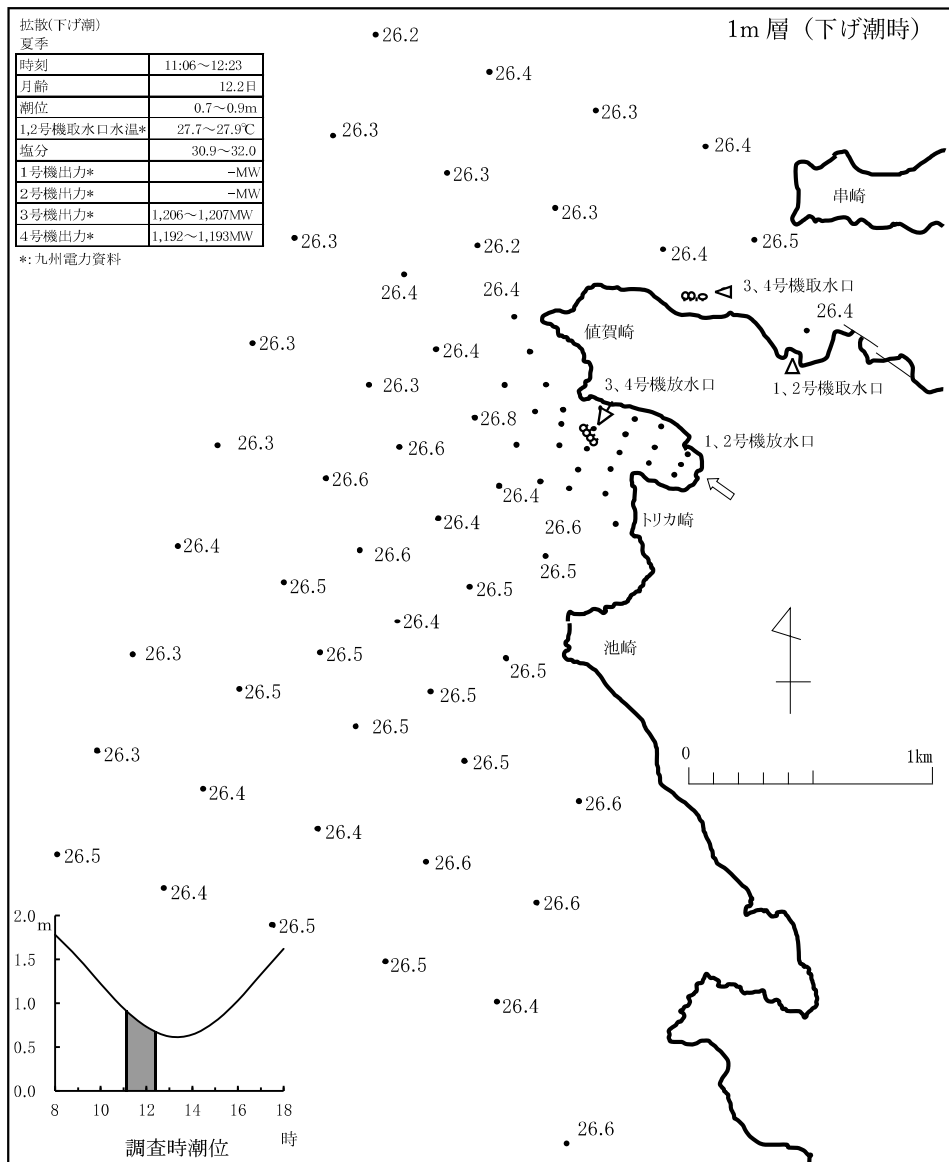 拡散(下げ潮)
夏季
1m 層（下げ潮時）
時刻 11:06～12:23
月齢 12.2日
潮位 0.7～0.9m
1,2号機取水口水温* 27.7～27.9℃
塩分 30.9～32.0
1号機出力* －MW
2号機出力* －MW
3号機出力* 1,206～1,207MW
4号機出力* 1,192～1,193MW
*: 九州電力資料
26.2
26.4
26.3
26.3
26.4
26.3
串崎
26.3
26.3
26.2
26.4
26.5
26.4
26.4
3、4号機取水口
26.4
値賀崎
26.3
26.4
1、2号機取水口
26.3
3、4号機放水口
26.8
26.3
26.6
1、2号機放水口
26.6
26.4
26.4
トリカ崎
26.6
26.4
26.6
26.5
26.5
26.5
26.4
池崎
26.3
26.5
26.5
26.5
26.5
26.5
26.3
26.5
0 1km
26.4
26.6
26.4
26.5
26.6
26.4
26.6
26.5
26.5
26.4
26.6
2.0
m
1.5
1.0
0.5
0.0
8 10 12 14 16 18
時
調査時潮位